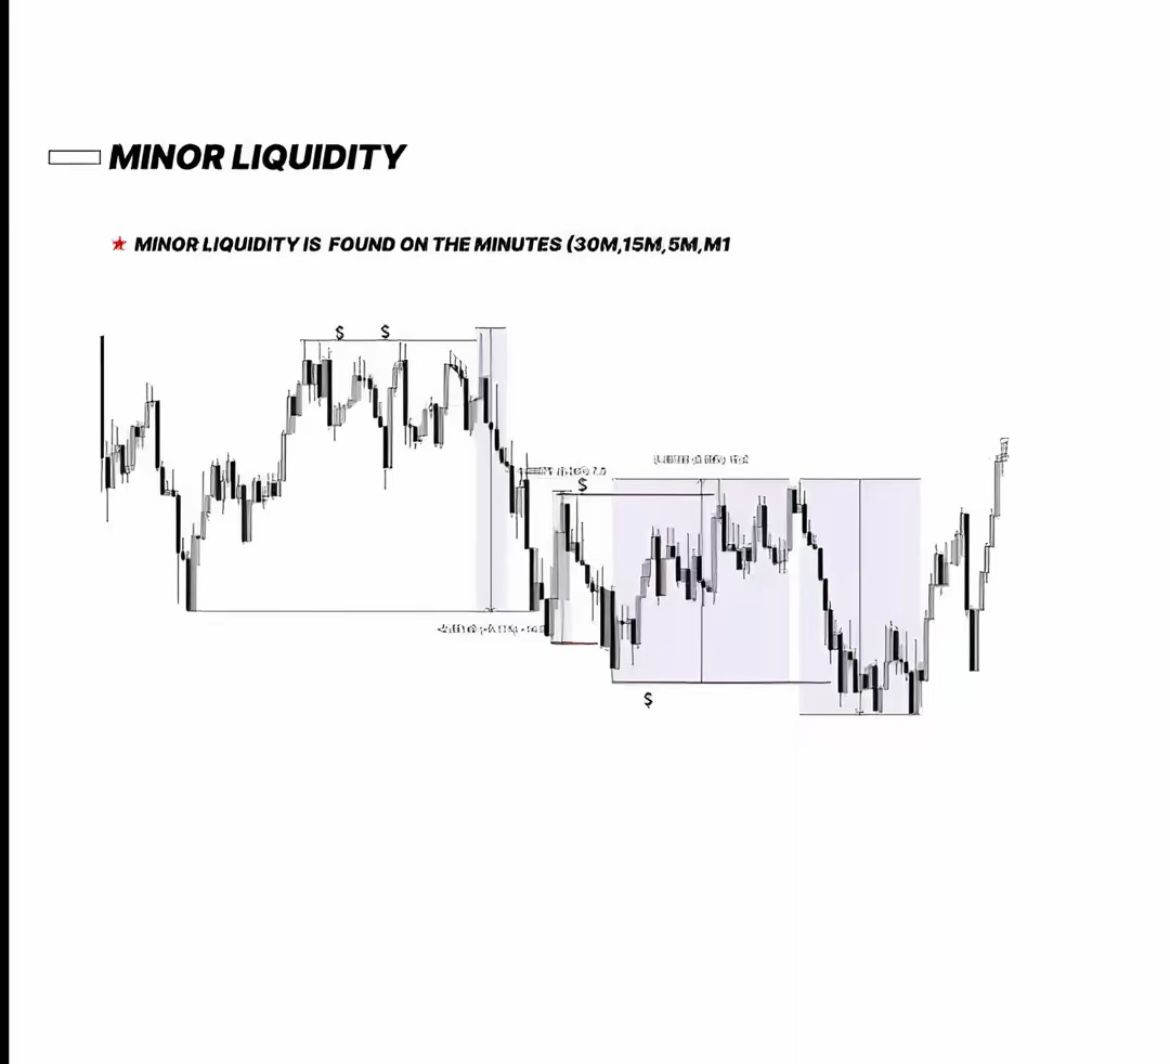 MINOR LIQUIDITY
★ MINOR LIQUIDITY IS FOUND ON THE MINUTES (30M,15M,5M,M1
$ $
$
$